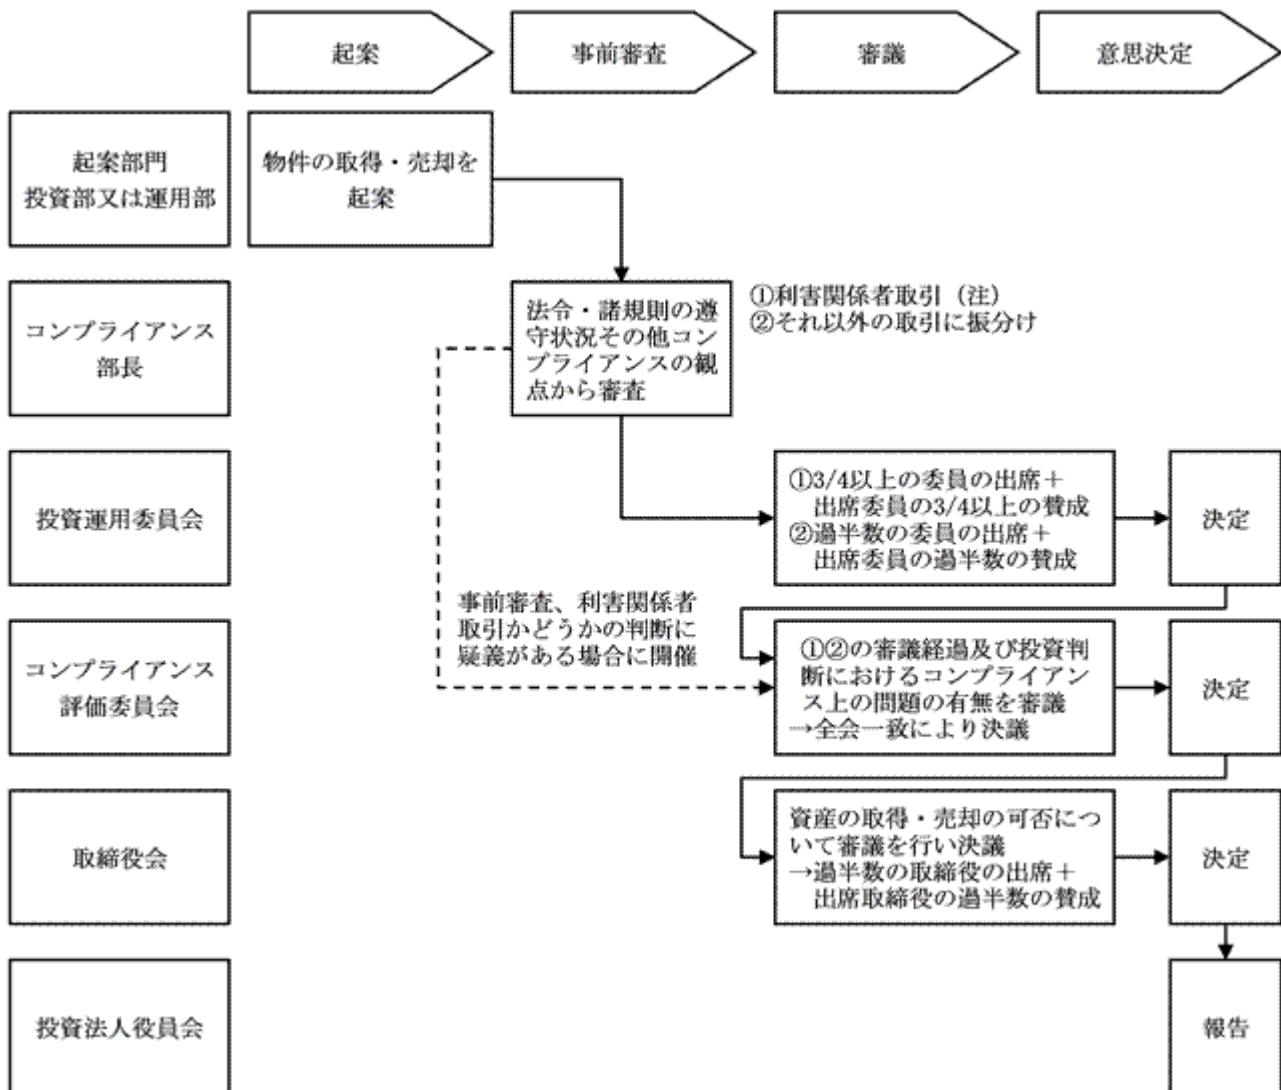 起案
事前審査
審議
意思決定
起案部門
投資部又は運用部
物件の取得・売却を
起案
コンプライアンス
部長
法令・諸規則の遵
守状況その他コン
プライアンスの観
点から審査
①利害関係者取引（注）
②それ以外の取引に振分け
投資運用委員会
①3/4以上の委員の出席＋
出席委員の3/4以上の賛成
②過半数の委員の出席＋
出席委員の過半数の賛成
決定
事前審査、利害関係者
取引かどうかの判断に
疑義がある場合に開催
コンプライアンス
評価委員会
①②の審議経過及び投資判
断におけるコンプライアン
ス上の問題の有無を審議
→全会一致により決議
決定
取締役会
資産の取得・売却の可否につ
いて審議を行い決議
→過半数の取締役の出席＋
出席取締役の過半数の賛成
決定
投資法人役員会
報告